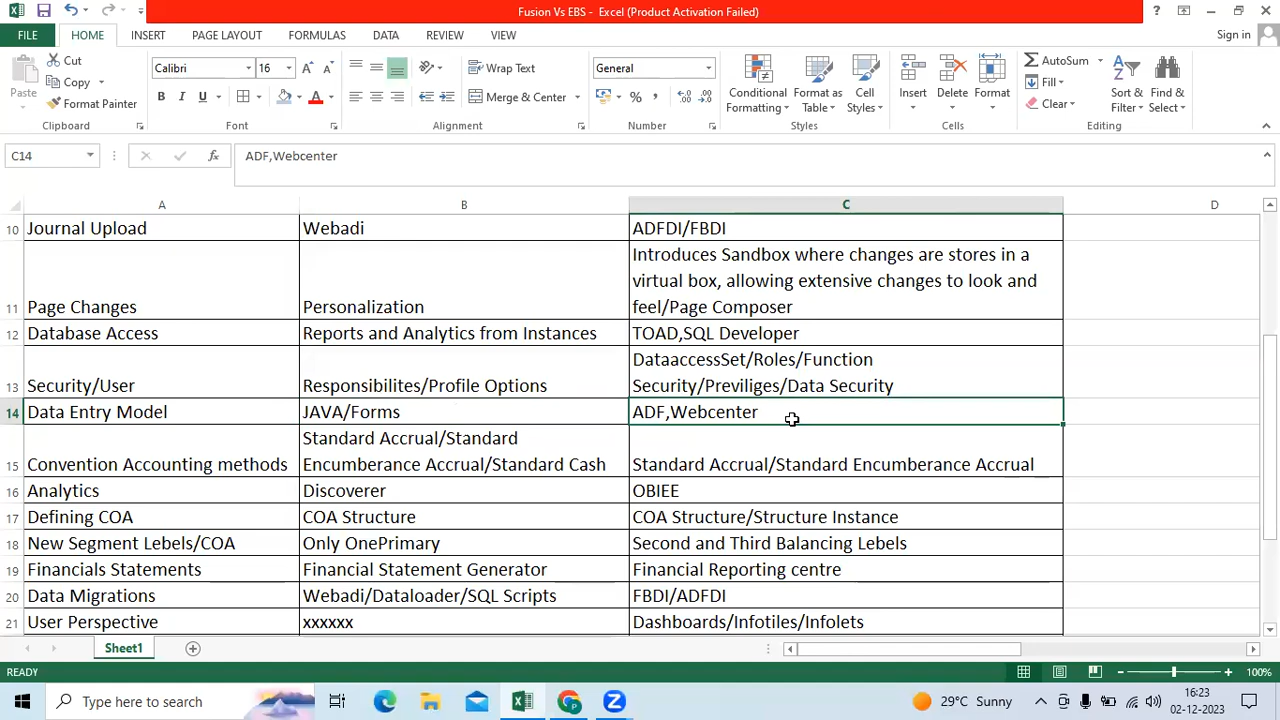 Fusion Vs EBS - Excel (Product Activation Failed)
FILE HOME INSERT PAGE LAYOUT FORMULAS DATA REVIEW VIEW Sign in
Cut
Copy
Format Painter
Paste
Clipboard
Calibri 16
Font
Wrap Text
Merge & Center
Alignment
General
Number
Conditional Formatting
Format as Table
Cell Styles
Styles
Insert Delete Format
Cells
AutoSum
Fill
Clear
Sort & Filter
Find & Select
Editing
C14 ADF,Webcenter
A B C D
10 Journal Upload Webadi ADFDI/FBDI
Introduces Sandbox where changes are stores in a
virtual box, allowing extensive changes to look and
11 Page Changes Personalization feel/Page Composer
12 Database Access Reports and Analytics from Instances TOAD,SQL Developer
DataaccessSet/Roles/Function
13 Security/User Responsibilites/Profile Options Security/Previliges/Data Security
14 Data Entry Model JAVA/Forms ADF,Webcenter
Standard Accrual/Standard
15 Convention Accounting methods Encumberance Accrual/Standard Cash Standard Accrual/Standard Encumberance Accrual
16 Analytics Discoverer OBIEE
17 Defining COA COA Structure COA Structure/Structure Instance
18 New Segment Lebels/COA Only OnePrimary Second and Third Balancing Lebels
19 Financials Statements Financial Statement Generator Financial Reporting centre
20 Data Migrations Webadi/Dataloader/SQL Scripts FBDI/ADFDI
21 User Perspective xxxxxx Dashboards/Infotiles/Infolets
Sheet1
READY 100%
Type here to search
29°C Sunny
16:23
02-12-2023